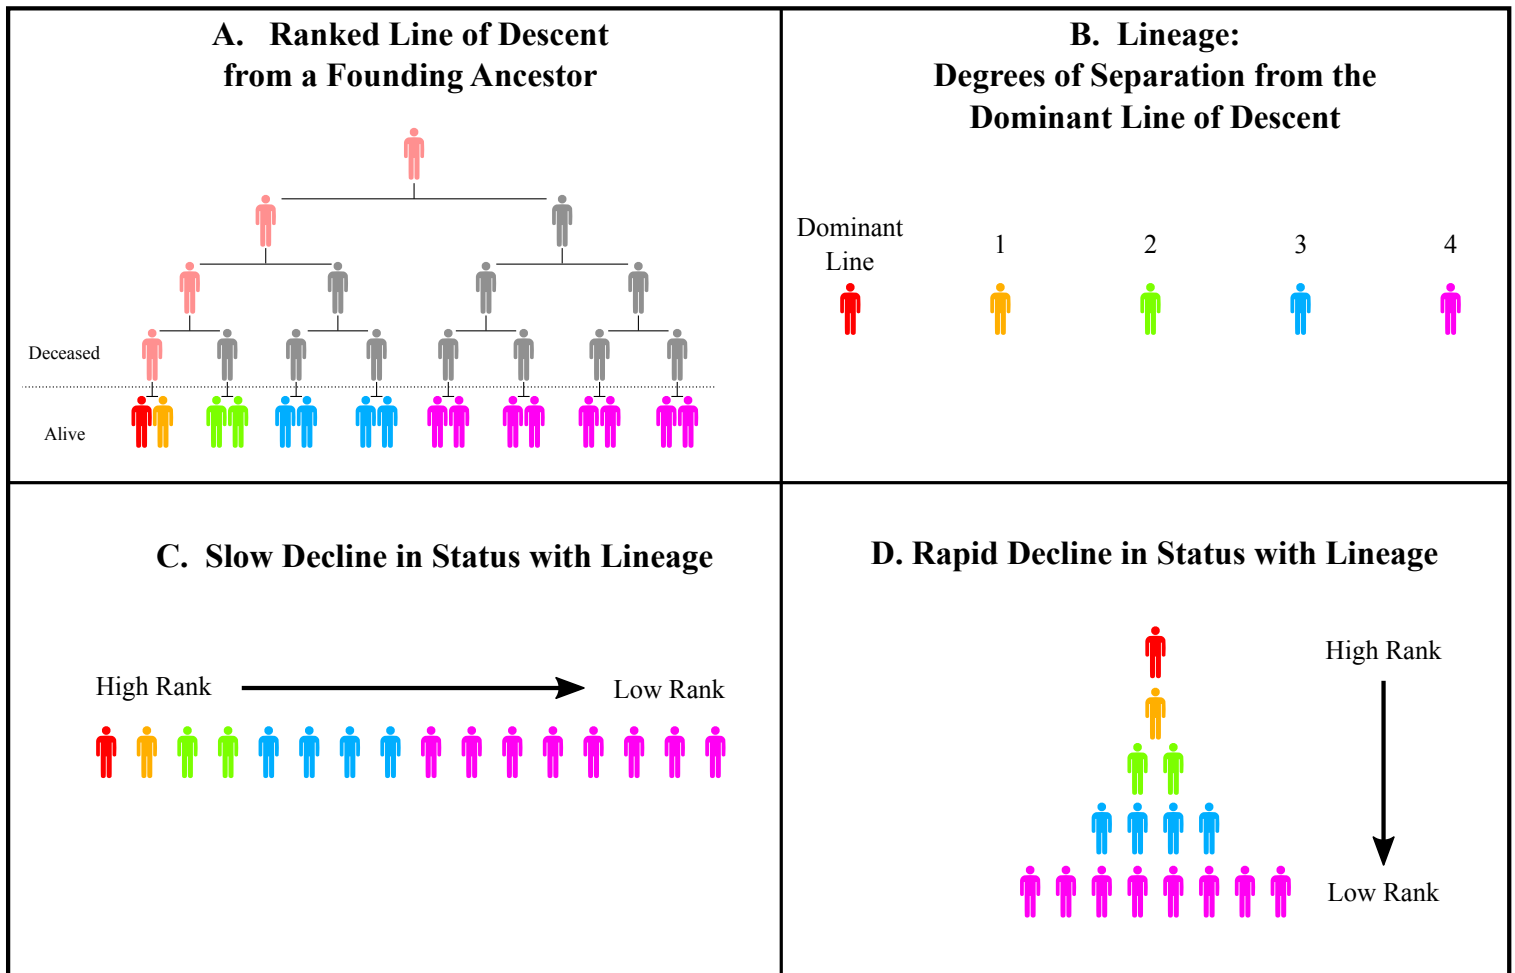 A. Ranked Line of Descent
from a Founding Ancestor
Deceased
Alive
B. Lineage:
Degrees of Separation from the
Dominant Line of Descent
Dominant
Line
1 2 3 4
C. Slow Decline in Status with Lineage
High Rank
Low Rank
D. Rapid Decline in Status with Lineage
High Rank
Low Rank